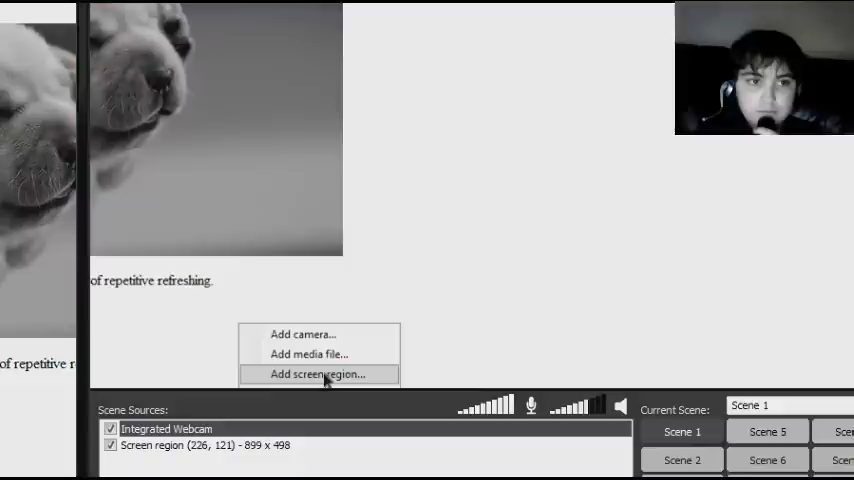 of repetitive refreshing.
of repetitive r
Add camera...
Add media file...
Add screen region...
Scene Sources:
Current Scene:
Scene 1
Integrated Webcam
Screen region (226, 121) - 899 x 498
Scene 1
Scene 5
Sce
Scene 2
Scene 6
Scen